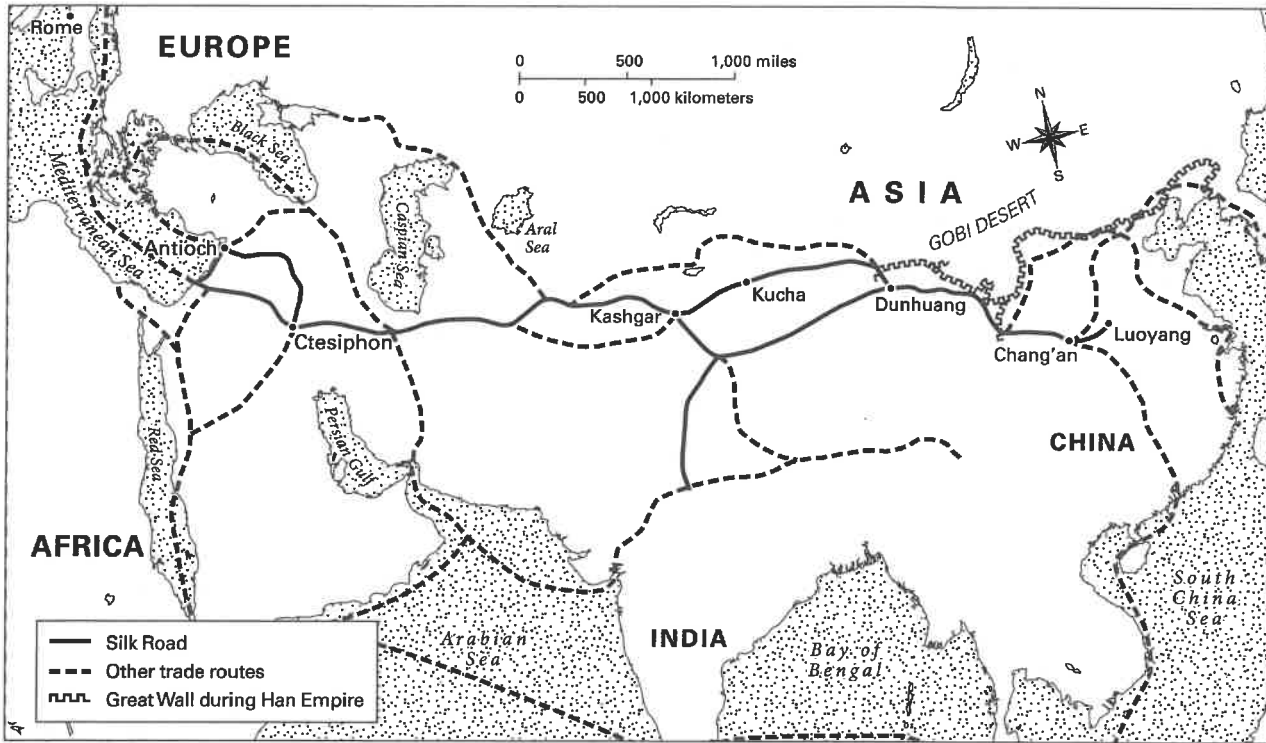 Rome
EUROPE
0 500 1,000 miles
0 500 1,000 kilometers
N
W E
S
Black Sea
Mediterranean Sea
Caspian Sea
Aral
Sea
ASIA
GOBI DESERT
Antioch
Ctesiphon
Kashgar
Kucha
Dunhuang
Chang'an
Luoyang
Red Sea
Persian Gulf
CHINA
AFRICA
INDIA
Arabian
Sea
Bay of
Bengal
South
China
Sea
Silk Road
Other trade routes
Great Wall during Han Empire